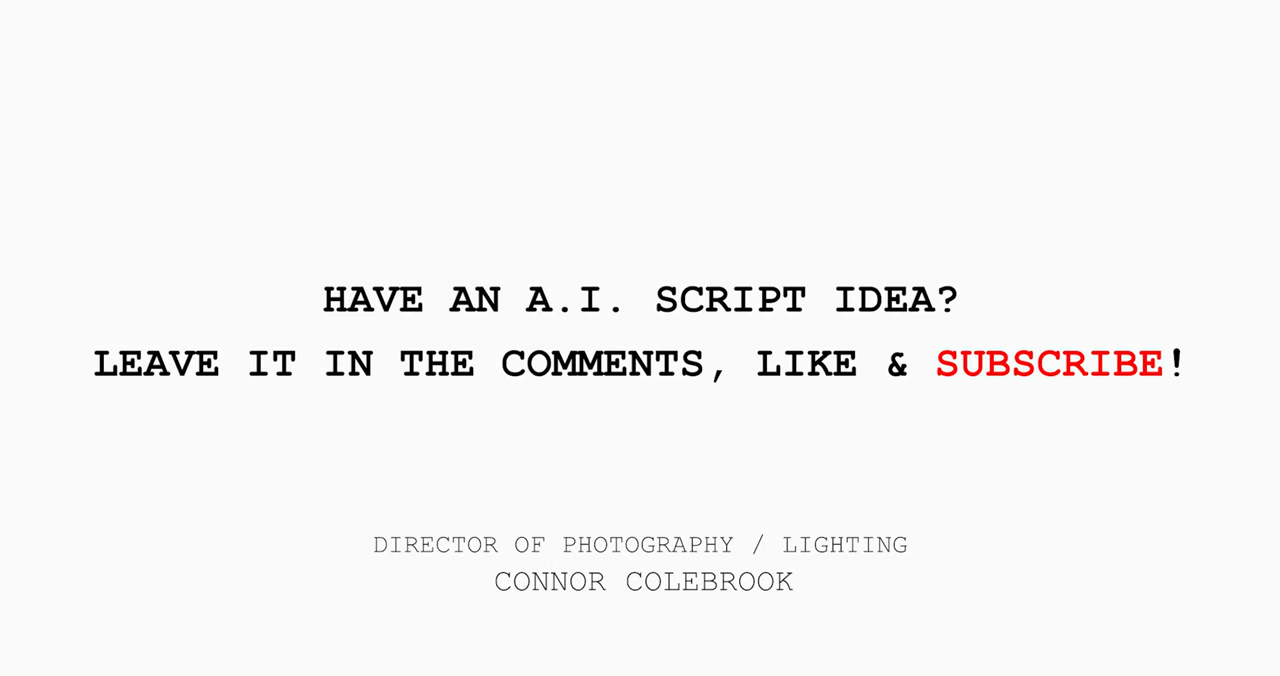 HAVE AN A.I. SCRIPT IDEA?
LEAVE IT IN THE COMMENTS, LIKE & SUBSCRIBE!
DIRECTOR OF PHOTOGRAPHY / LIGHTING
CONNOR COLEBROOK